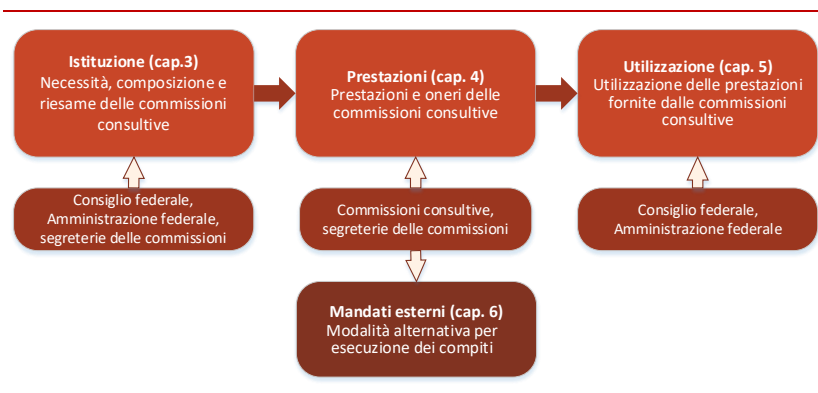 Istituzione (cap.3)
Necessità, composizione e
riesame delle commissioni
consultive
Prestazioni (cap. 4)
Prestazioni e oneri delle
commissioni consultive
Utilizzazione (cap. 5)
Utilizzazione delle prestazioni
fornite dalle commissioni
consultive
Consiglio federale,
Amministrazione federale,
segreterie delle commissioni
Commissioni consultive,
segreterie delle commissioni
Consiglio federale,
Amministrazione federale
Mandati esterni (cap. 6)
Modalità alternativa per
esecuzione dei compiti